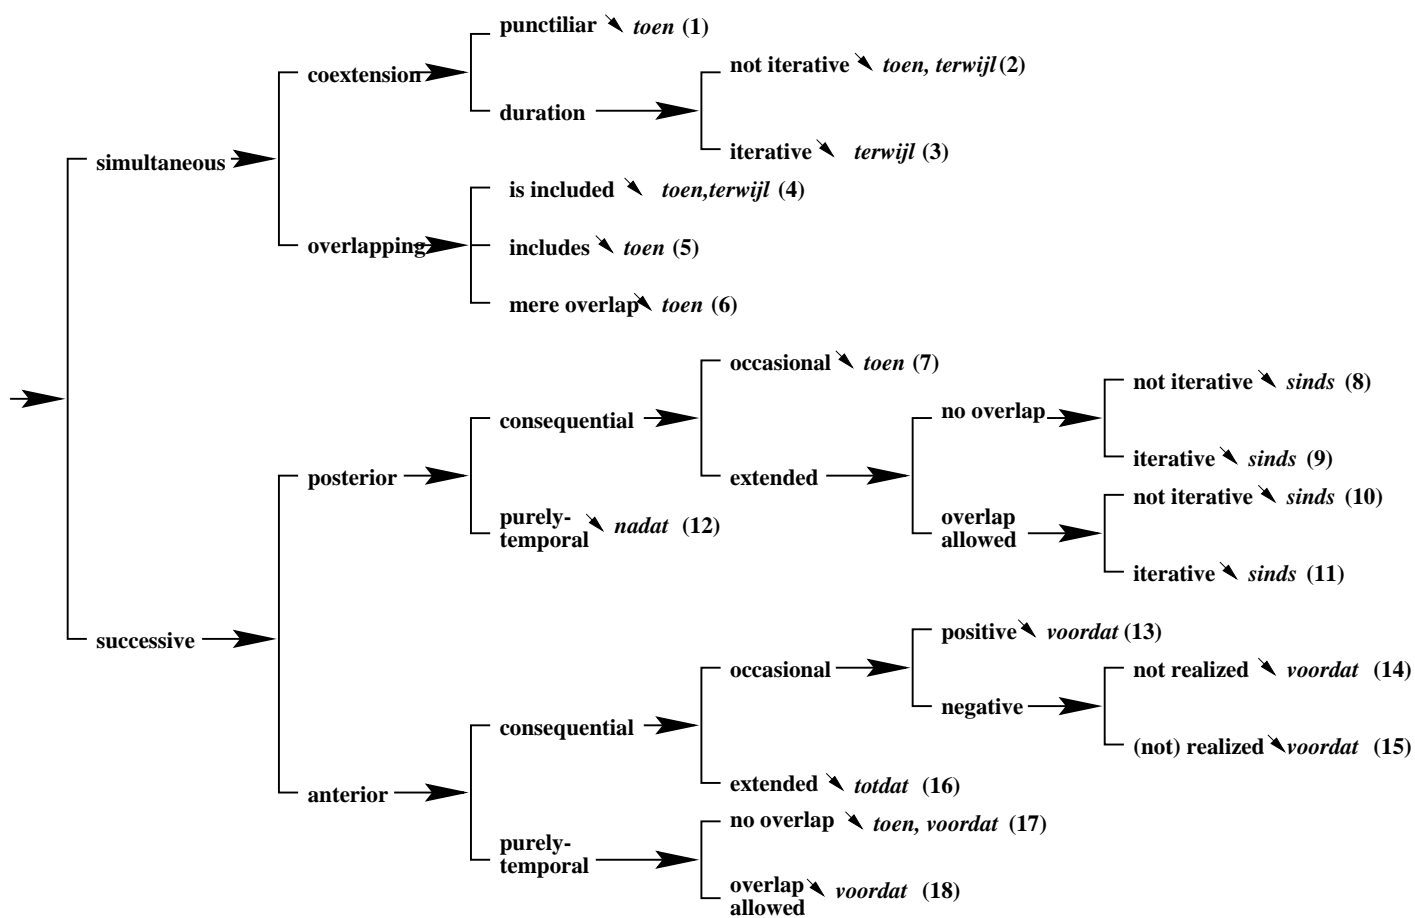 punctiliar toen (1)
coextension
not iterative toen, terwijl (2)
duration
iterative terwijl (3)
simultaneous
is included toen,terwijl (4)
overlapping
includes toen (5)
mere overlap toen (6)
occasional toen (7)
not iterative sinds (8)
consequential
no overlap
iterative sinds (9)
posterior
extended
not iterative sinds (10)
purely-
temporal nadat (12)
overlap
allowed
iterative sinds (11)
successive
positive voordat (13)
occasional
not realized voordat (14)
negative
consequential
(not) realized voordat (15)
anterior
extended totdat (16)
no overlap toen, voordat (17)
purely-
temporal
overlap
allowed voordat (18)